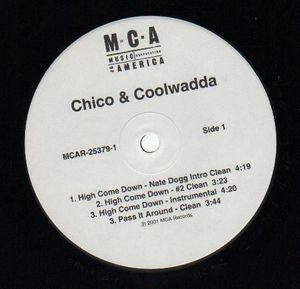 M·C·A
MUSIC CORPORATION
OF AMERICA
Chico & Coolwadda
MCAR-25379-1
Side 1
1. High Come Down - Nate Dogg Intro Clean 4:19
2. High Come Down - #2 Clean 3:23
3. High Come Down - Instrumental 4:20
3. Pass It Around - Clean 3:44
℗ 2001 MCA Records